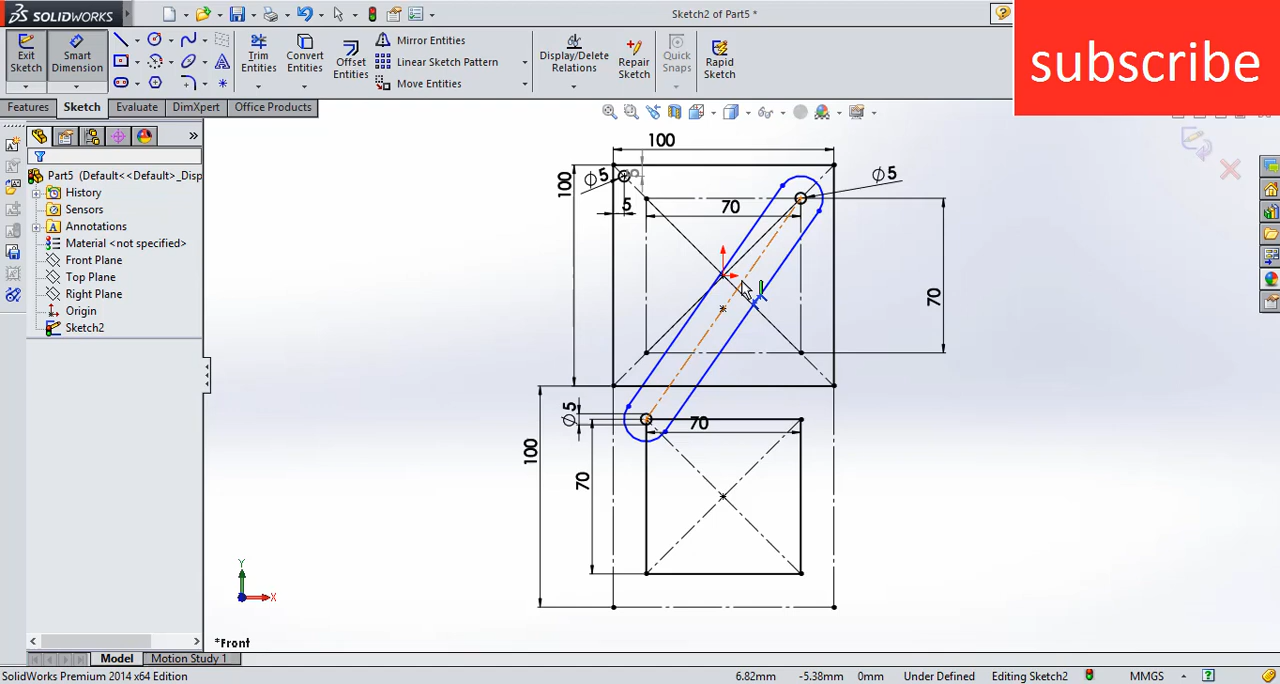 SOLIDWORKS
Sketch2 of Part5 *
?
subscribe
Exit Sketch
Smart Dimension
Trim Entities
Convert Entities
Offset Entities
Mirror Entities
Linear Sketch Pattern
Move Entities
Display/Delete Relations
Repair Sketch
Quick Snaps
Rapid Sketch
Features
Sketch
Evaluate
DimXpert
Office Products
»
Part5 (Default<<Default>_Disp
History
Sensors
Annotations
Material <not specified>
Front Plane
Top Plane
Right Plane
Origin
Sketch2
100
100
∅5
5
5
70
∅5
70
∅5
70
100
70
Y
X
*Front
Model
Motion Study 1
SolidWorks Premium 2014 x64 Edition
6.82mm
-5.38mm
0mm
Under Defined
Editing Sketch2
MMGS
?